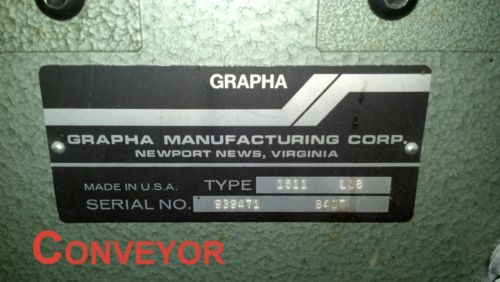 GRAPHA
GRAPHA MANUFACTURING CORP.
NEWPORT NEWS, VIRGINIA
MADE IN U.S.A. TYPE 1511
SERIAL NO. 939471
CONVEYOR